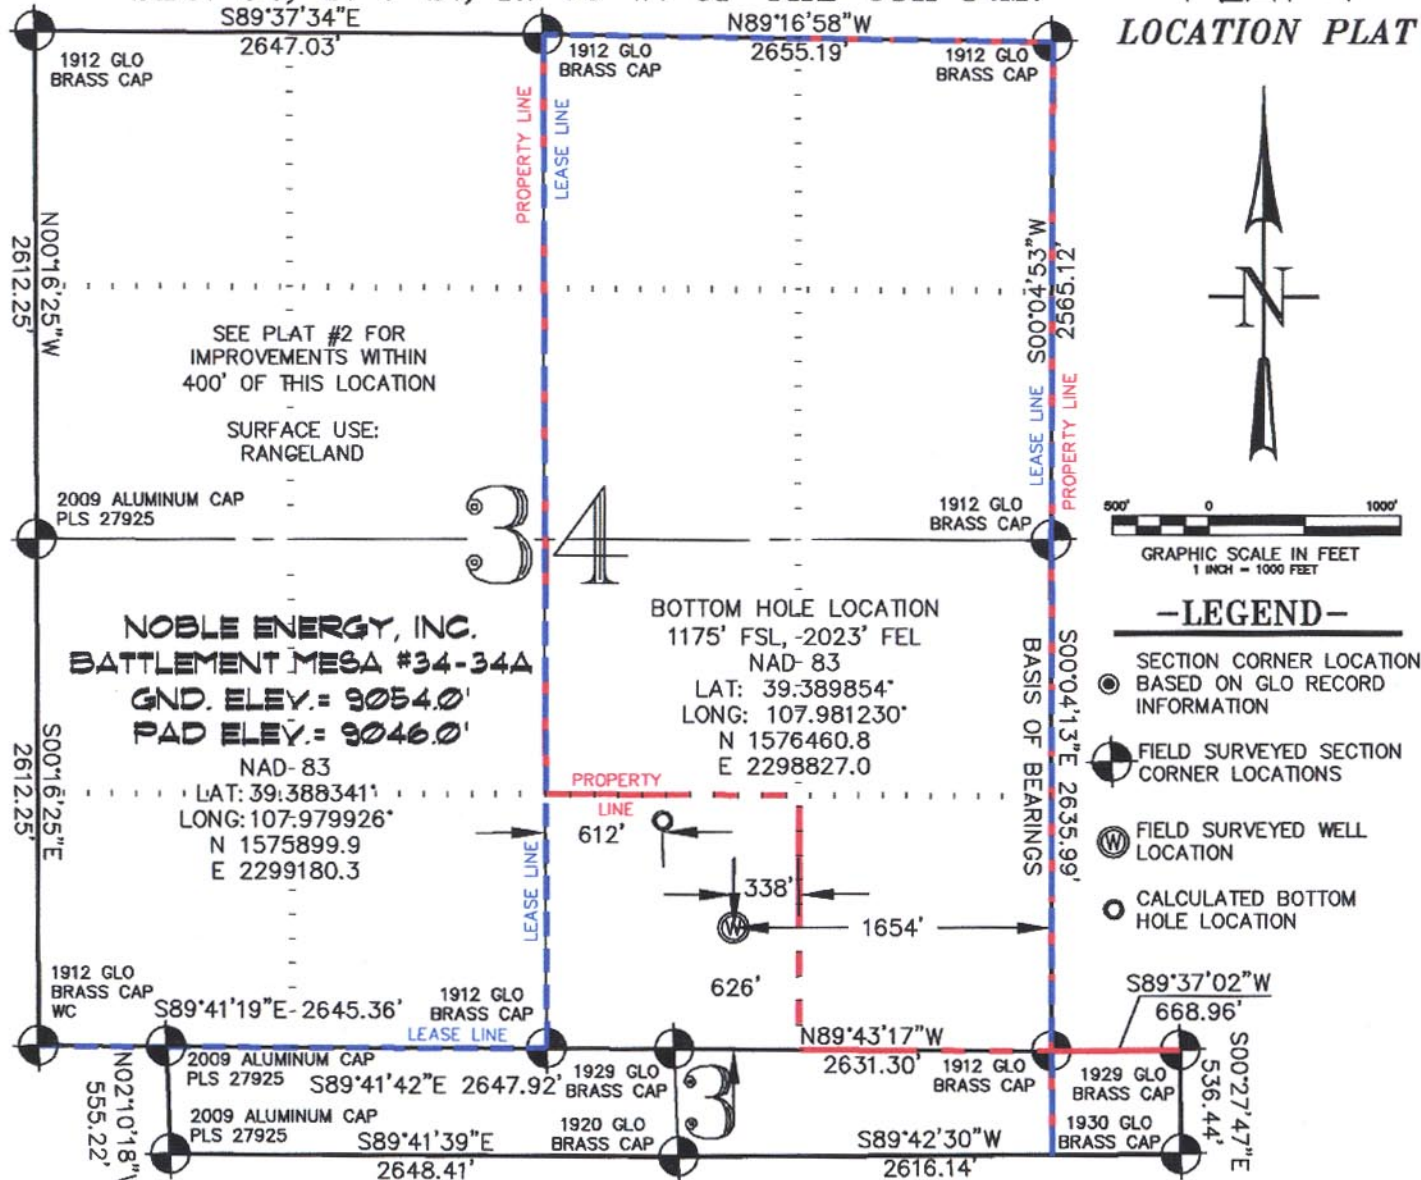 LOCATION PLAT
S89°37'34"E
2647.03'
N89°16'58"W
2655.19'
1912 GLO
BRASS CAP
1912 GLO
BRASS CAP
1912 GLO
BRASS CAP
PROPERTY LINE
LEASE LINE
N00°16'25"W
2612.25'
S00°04'53"W
2565.12'
N
SEE PLAT #2 FOR
IMPROVEMENTS WITHIN
400' OF THIS LOCATION
SURFACE USE:
RANGELAND
LEASE LINE
PROPERTY LINE
2009 ALUMINUM CAP
PLS 27925
34
1912 GLO
BRASS CAP
500' 0 1000'
GRAPHIC SCALE IN FEET
1 INCH = 1000 FEET
NOBLE ENERGY, INC.
BATTLEMENT MESA #34-34A
GND. ELEV.= 9054.0'
PAD ELEV.= 9046.0'
NAD-83
LAT: 39.388341°
LONG: 107.979926°
N 1575899.9
E 2299180.3
BOTTOM HOLE LOCATION
1175' FSL, -2023' FEL
NAD-83
LAT: 39.389854°
LONG: 107.981230°
N 1576460.8
E 2298827.0
S00°04'13"E 2635.99'
BASIS OF BEARINGS
-LEGEND-
SECTION CORNER LOCATION
BASED ON GLO RECORD
INFORMATION
FIELD SURVEYED SECTION
CORNER LOCATIONS
W
FIELD SURVEYED WELL
LOCATION
CALCULATED BOTTOM
HOLE LOCATION
S00°16'25"E
2612.25'
PROPERTY
LINE
612'
LEASE LINE
338'
W
1654'
626'
1912 GLO
BRASS CAP
WC
S89°41'19"E-2645.36'
1912 GLO
BRASS CAP
LEASE LINE
N89°43'17"W
2631.30'
S89°37'02"W
668.96'
2009 ALUMINUM CAP
PLS 27925
S89°41'42"E 2647.92'
1929 GLO
BRASS CAP
1912 GLO
BRASS CAP
1929 GLO
BRASS CAP
N02°10'18"W
555.22'
S00°27'47"E
536.44'
3
2009 ALUMINUM CAP
PLS 27925
S89°41'39"E
2648.41'
1920 GLO
BRASS CAP
S89°42'30"W
2616.14'
1930 GLO
BRASS CAP